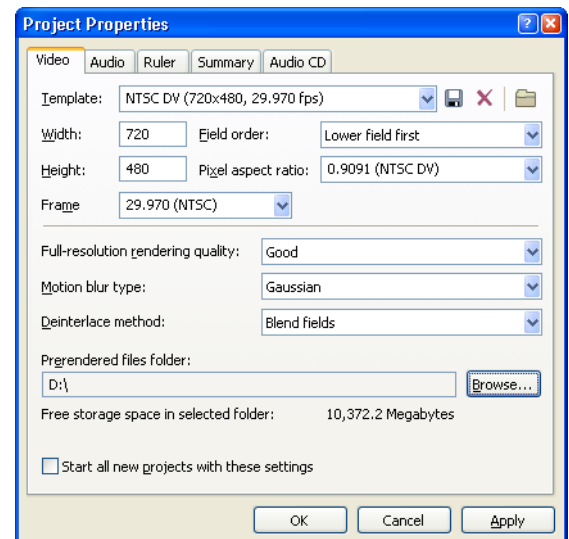 Project Properties
Video Audio Ruler Summary Audio CD
Template: NTSC DV (720x480, 29.970 fps)
Width: 720 Field order: Lower field first
Height: 480 Pixel aspect ratio: 0.9091 (NTSC DV)
Frame 29.970 (NTSC)
Full-resolution rendering quality: Good
Motion blur type: Gaussian
Deinterlace method: Blend fields
Prerendered files folder:
D:\ Browse...
Free storage space in selected folder: 10,372.2 Megabytes
Start all new projects with these settings
OK Cancel Apply